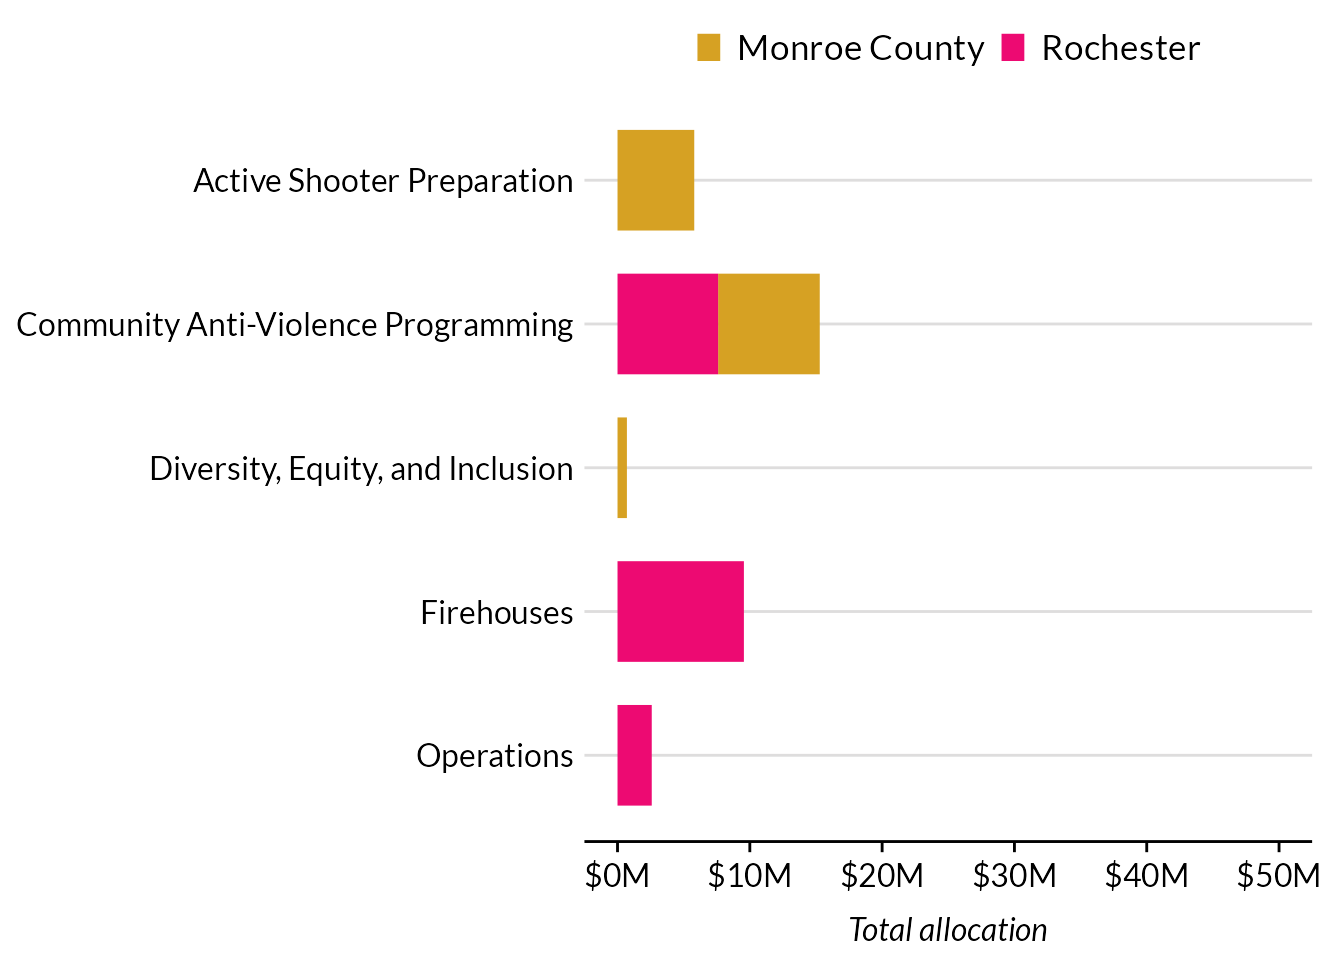 Monroe County Rochester
Active Shooter Preparation
Community Anti-Violence Programming
Diversity, Equity, and Inclusion
Firehouses
Operations
$0M $10M $20M $30M $40M $50M
Total allocation